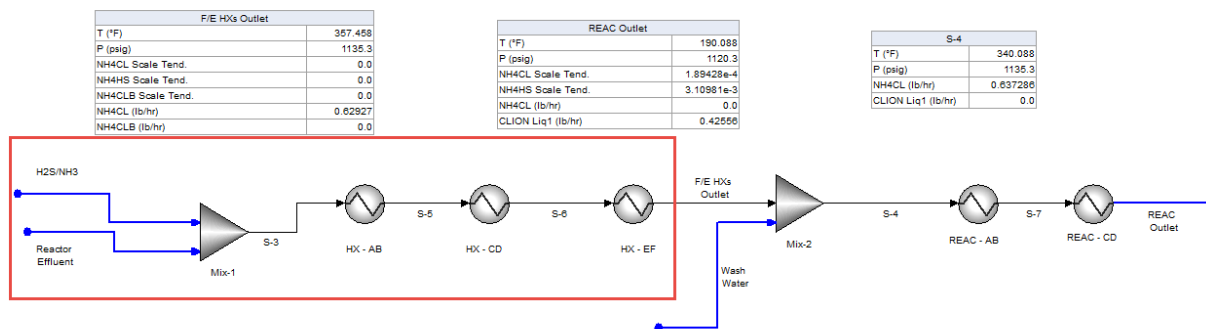 F/E HXs Outlet
T (°F) 357.458
P (psig) 1135.3
NH4CL Scale Tend. 0.0
NH4HS Scale Tend. 0.0
NH4CLB Scale Tend. 0.0
NH4CL (lb/hr) 0.62927
NH4CLB (lb/hr) 0.0
REAC Outlet
T (°F) 190.088
P (psig) 1120.3
NH4CL Scale Tend. 1.89428e-4
NH4HS Scale Tend. 3.10981e-3
NH4CL (lb/hr) 0.0
CLION Liq1 (lb/hr) 0.42556
S-4
T (°F) 340.088
P (psig) 1135.3
NH4CL (lb/hr) 0.637286
CLION Liq1 (lb/hr) 0.0
H2S/NH3
Reactor
Effluent
Mix-1
S-3
HX - AB
S-5
HX - CD
S-6
HX - EF
F/E HXs
Outlet
Wash
Water
Mix-2
S-4
REAC - AB
S-7
REAC - CD
REAC
Outlet